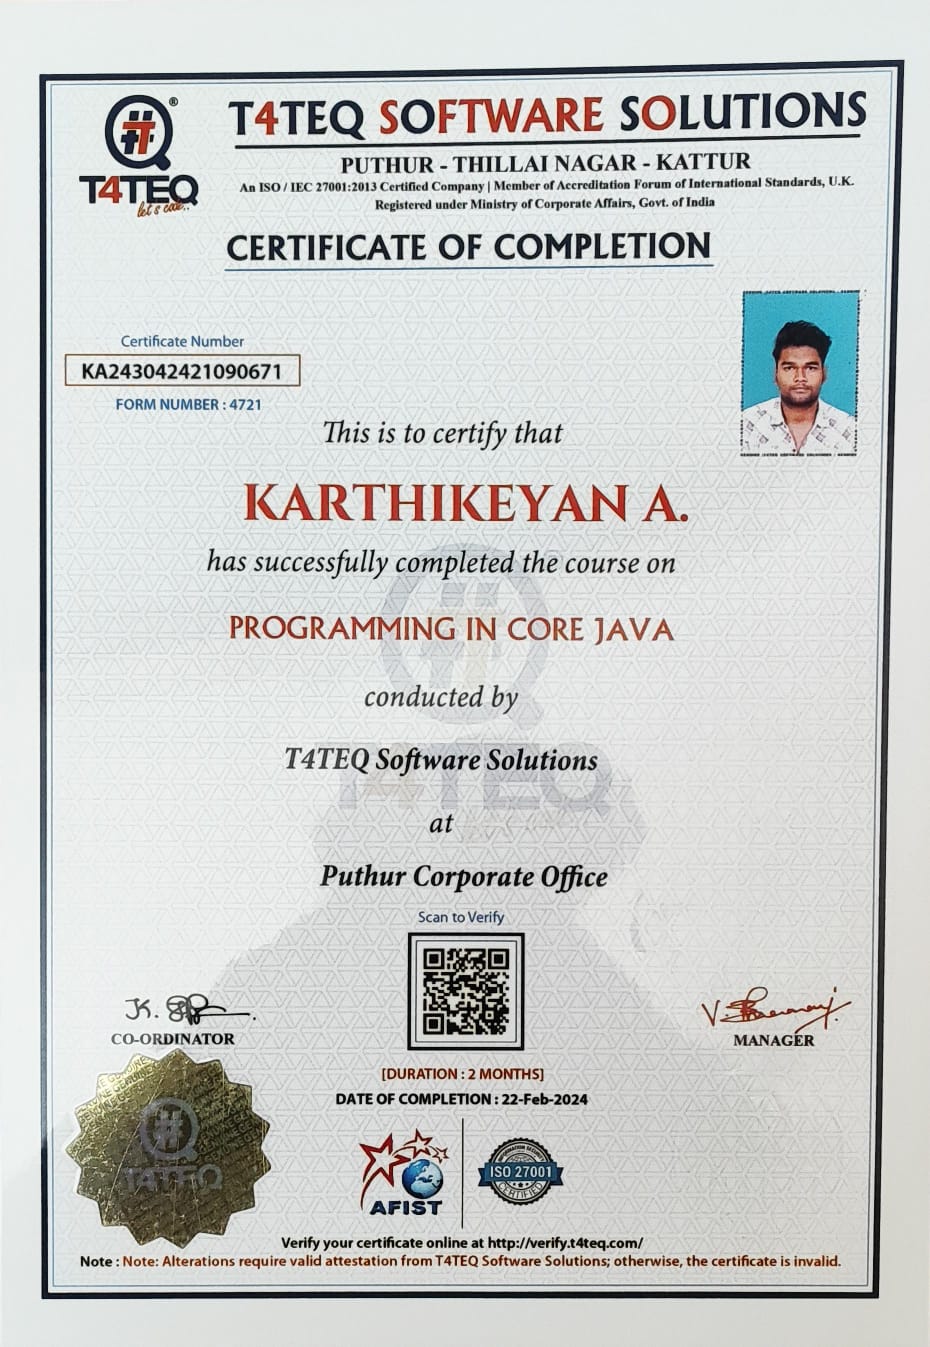 T4TEQ SOFTWARE SOLUTIONS
PUTHUR - THILLAI NAGAR - KATTUR
An ISO / IEC 27001:2013 Certified Company | Member of Accreditation Forum of International Standards, U.K.
Registered under Ministry of Corporate Affairs, Govt. of India
#T ®
T4TEQ
let's code..
CERTIFICATE OF COMPLETION
Certificate Number
KA243042421090671
FORM NUMBER : 4721
This is to certify that
KARTHIKEYAN A.
has successfully completed the course on
PROGRAMMING IN CORE JAVA
conducted by
T4TEQ Software Solutions
at
Puthur Corporate Office
Scan to Verify
CO-ORDINATOR
MANAGER
[DURATION : 2 MONTHS]
DATE OF COMPLETION : 22-Feb-2024
T4TEQ
AFIST
INFORMATION SECURITY
ISO 27001
CERTIFIED
Verify your certificate online at http://verify.t4teq.com/
Note : Note: Alterations require valid attestation from T4TEQ Software Solutions; otherwise, the certificate is invalid.